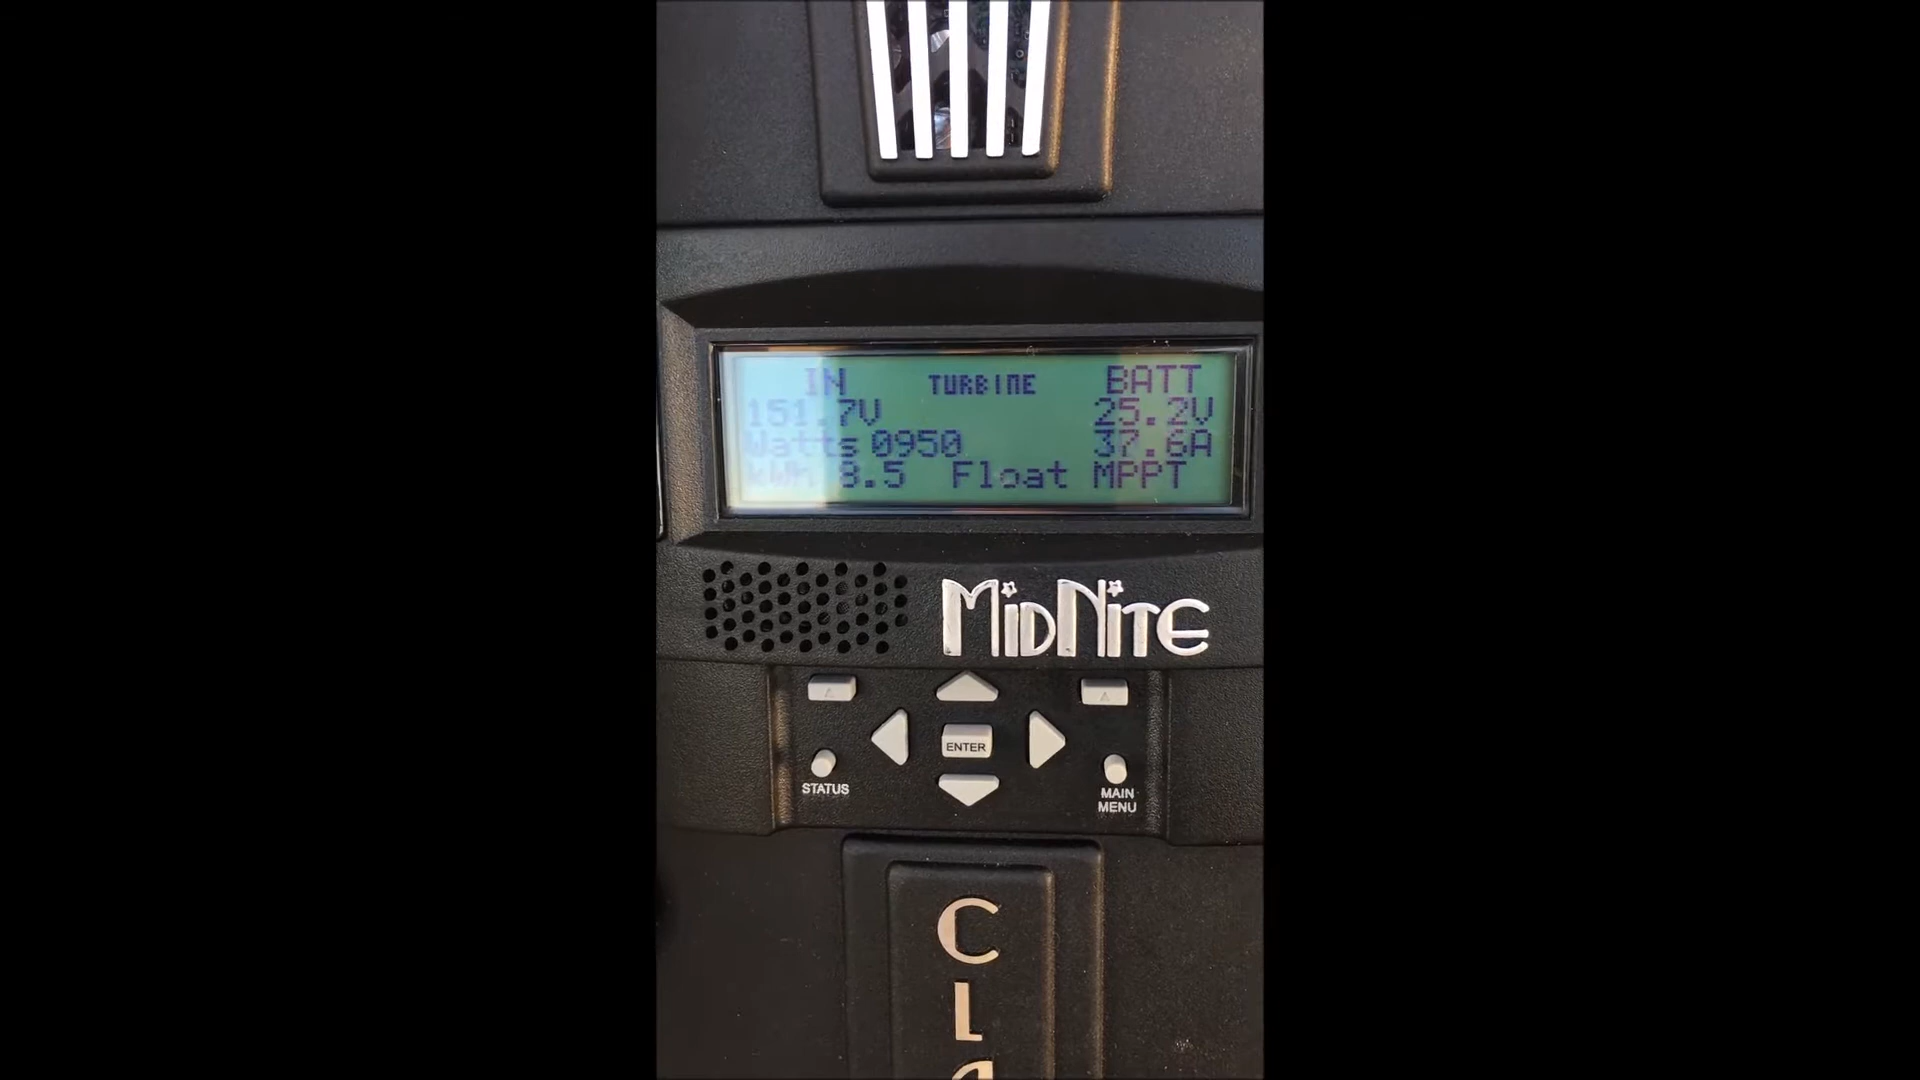 IN TURBINE BATT
151.7V 25.2V
Watts 0950 37.6A
kWh 8.5 Float MPPT
MIDNITE
ENTER
STATUS
MAIN
MENU
C
L